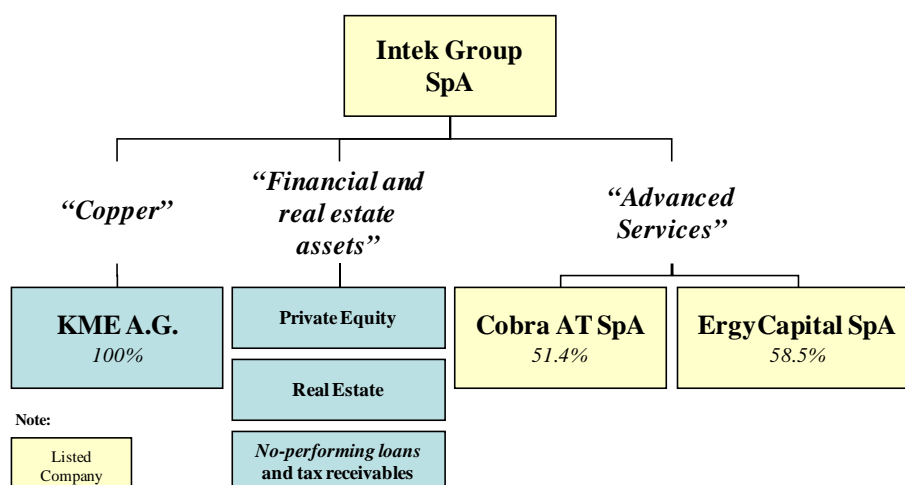 Intek Group
SpA
“Copper”
“Financial and
real estate
assets”
“Advanced
Services”
KME A.G.
100%
Private Equity
Real Estate
No-performing loans
and tax receivables
Cobra AT SpA
51.4%
ErgyCapital SpA
58.5%
Note:
Listed
Company